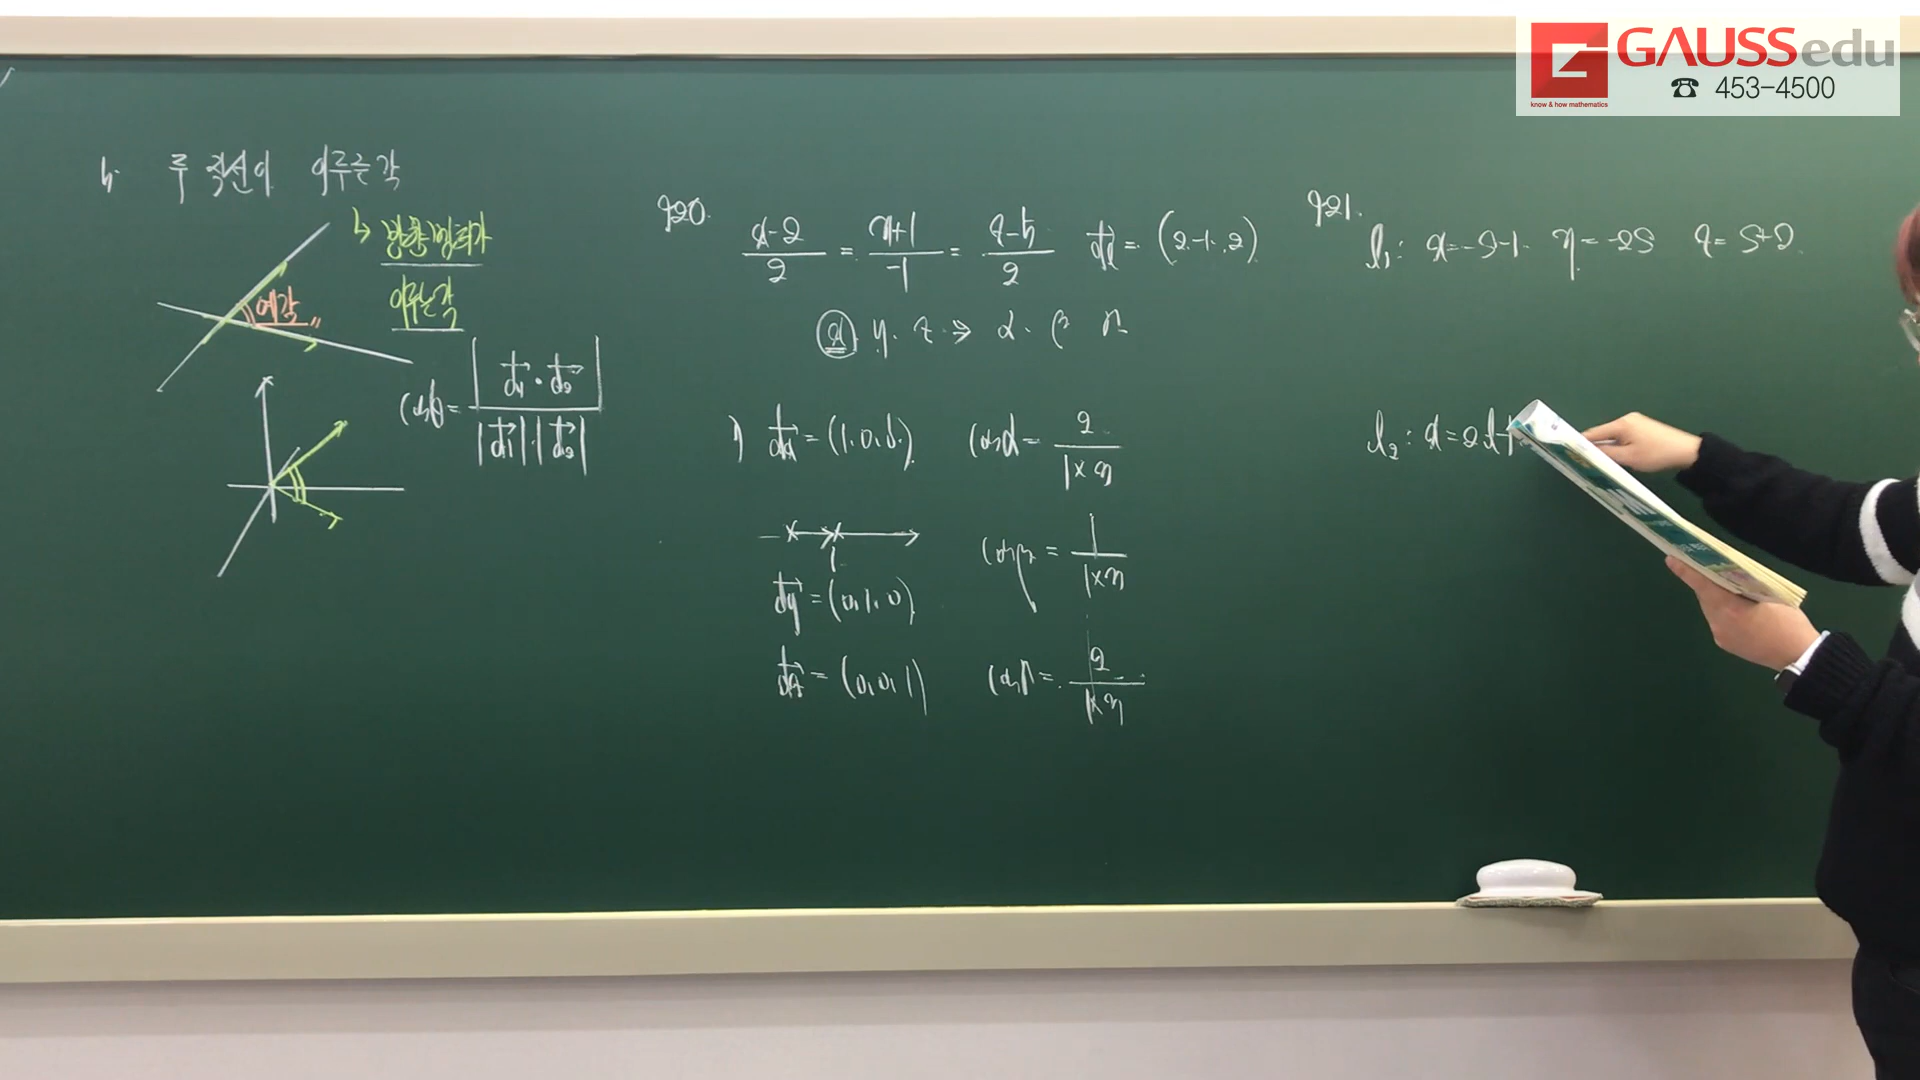 GAUSSedu
know & how mathematics
☎ 453-4500
두 직선이 이루는 각
↳ 방향벡터가
이루는 각
예각
cosθ = |d₁ · d₂| / |d₁|·|d₂|
920.
x-2/2 = y+1/-1 = z-5/2 d = (2.-1.2)
x y. z ⇒ α. β γ
dx = (1.0.0) cosα = 2/1×3
1
dy = (0.1.0) cosβ = 1/1×3
dz = (0.0.1) cosγ = 2/1×3
921.
l₁: x=-s-1. y=-2s z=s+2
l₂: x=2t+